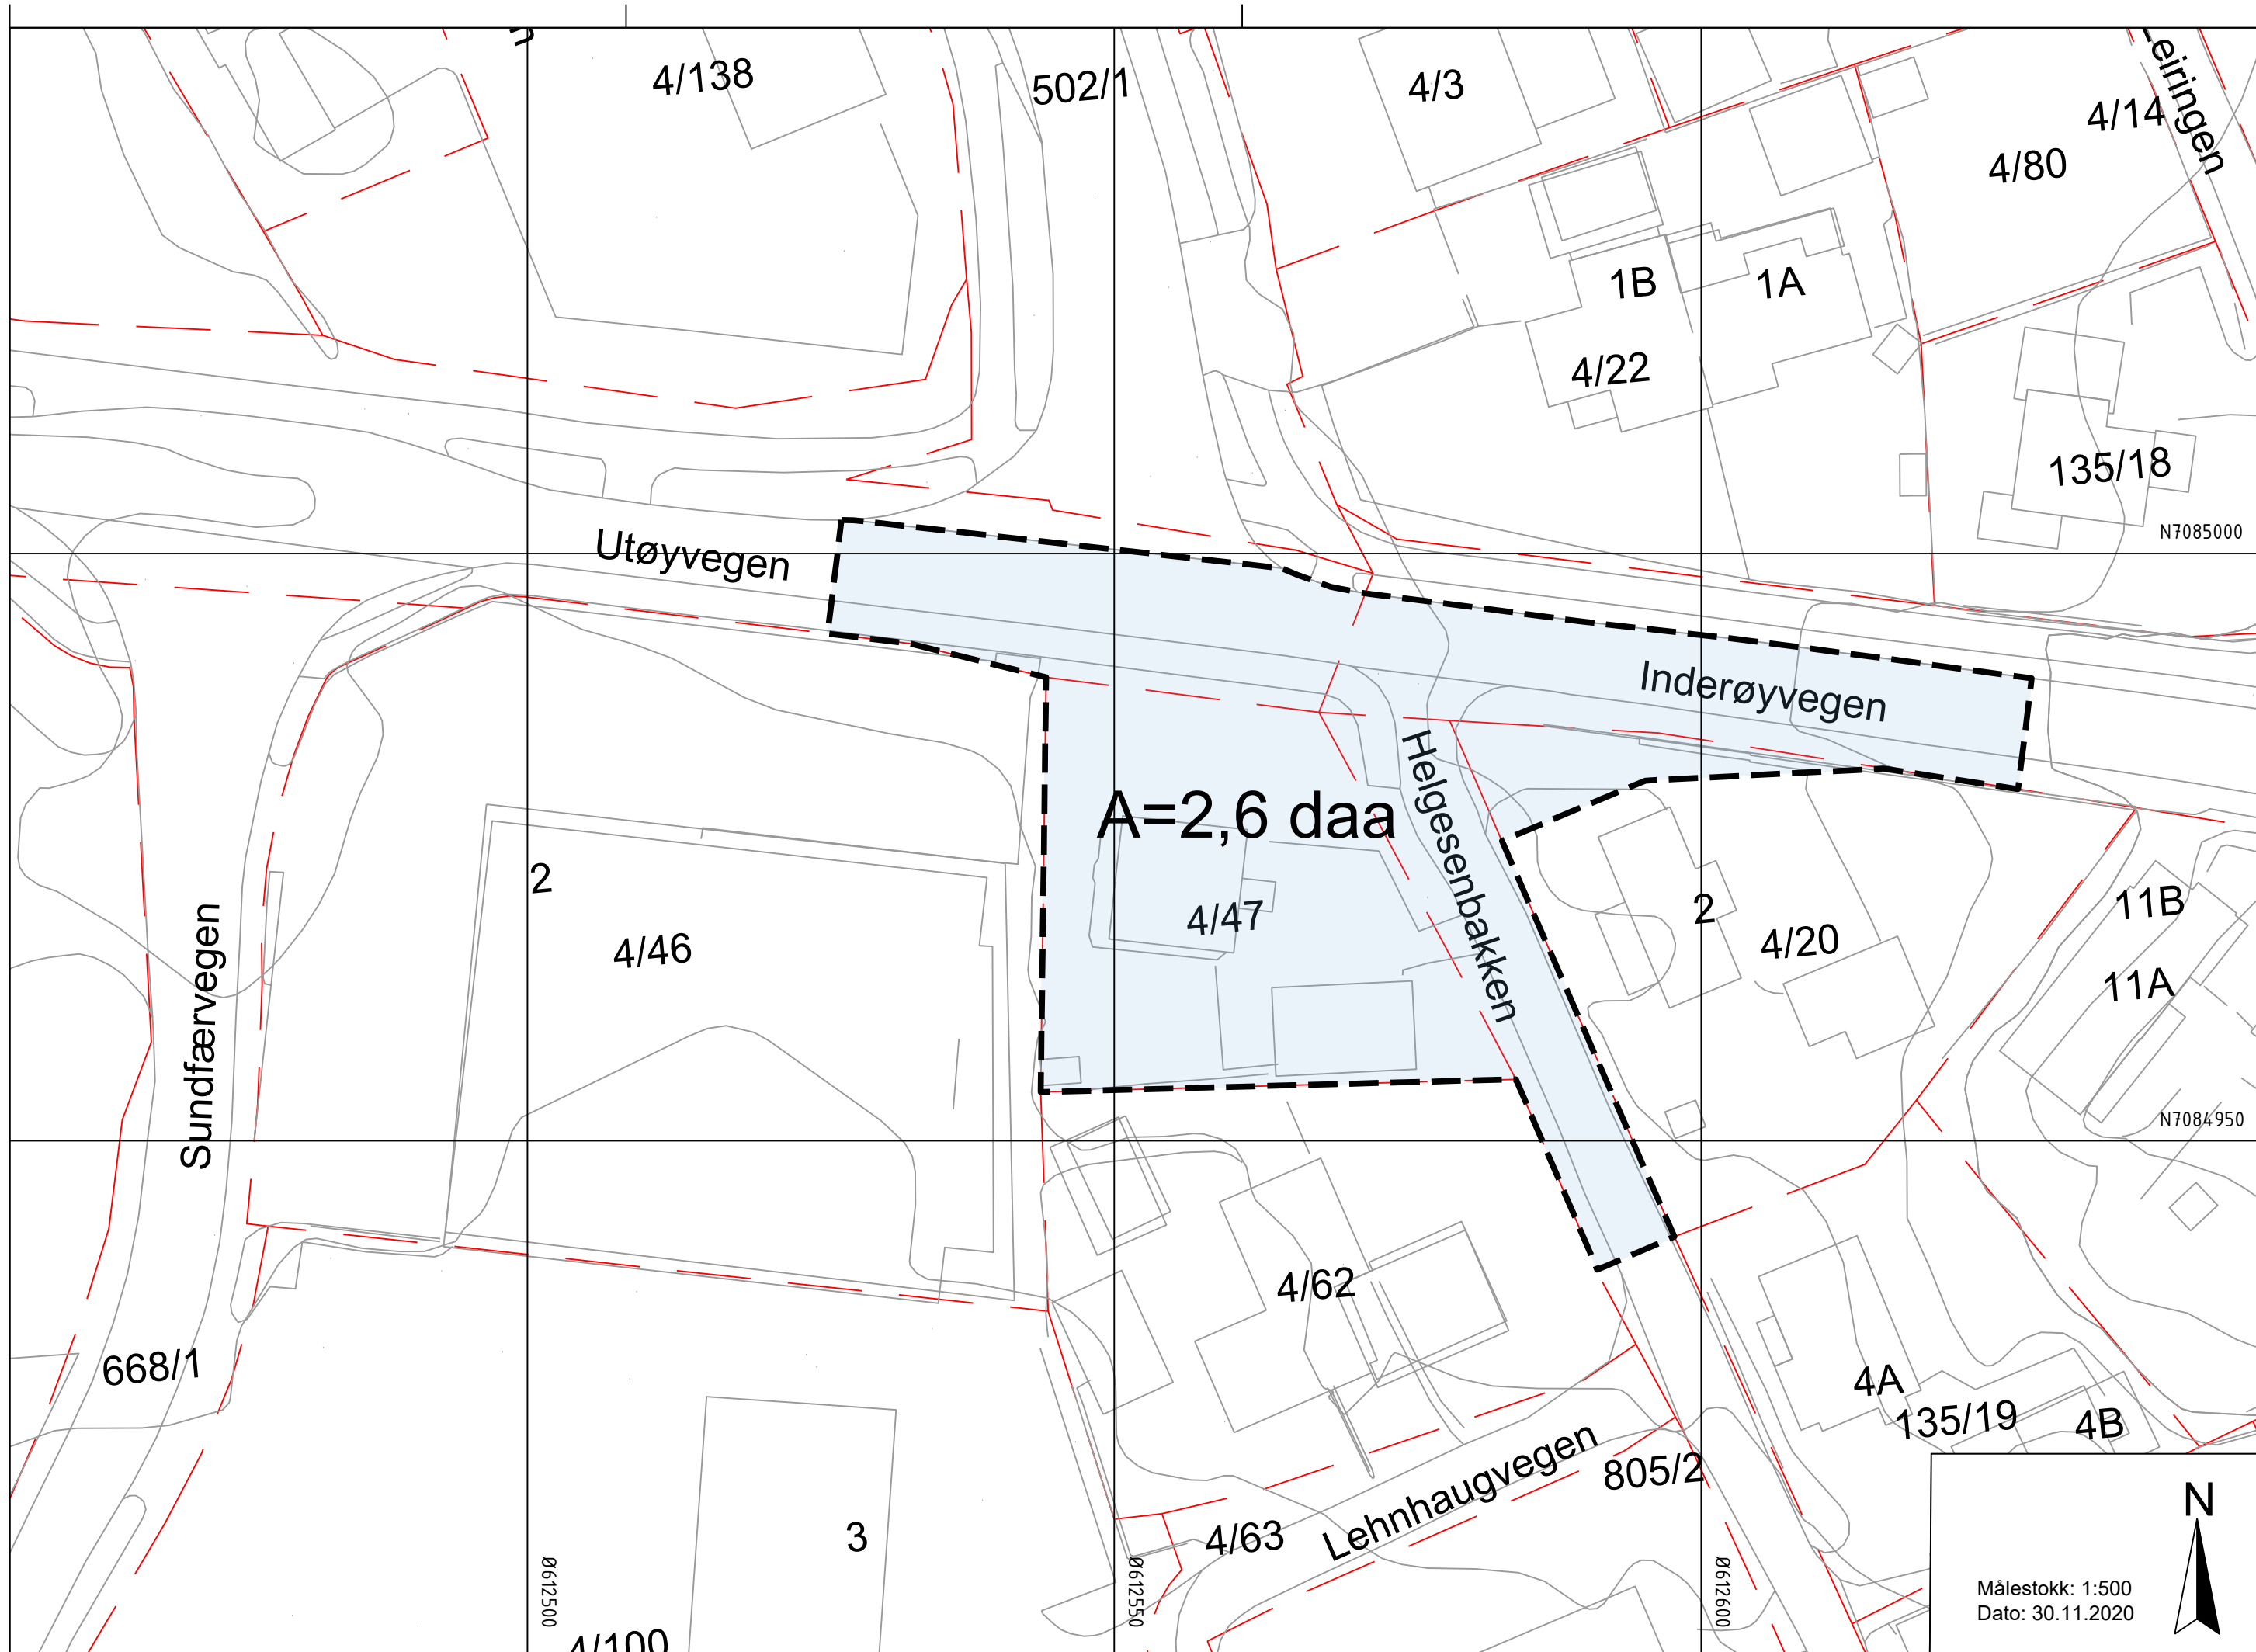 4/138
502/1
4/3
Leiringen
4/14
4/80
1B
1A
4/22
135/18
N7085000
Utøyvegen
Inderøyvegen
Helgesenbakken
A=2,6 daa
2
4/46
4/47
2
4/20
11B
11A
Sundfærvegen
N7084950
4/62
668/1
4A
135/19
4B
Lehnhaugvegen
805/2
4/63
3
4/100
Ø612500
Ø612550
Ø612600
N
Målestokk: 1:500
Dato: 30.11.2020